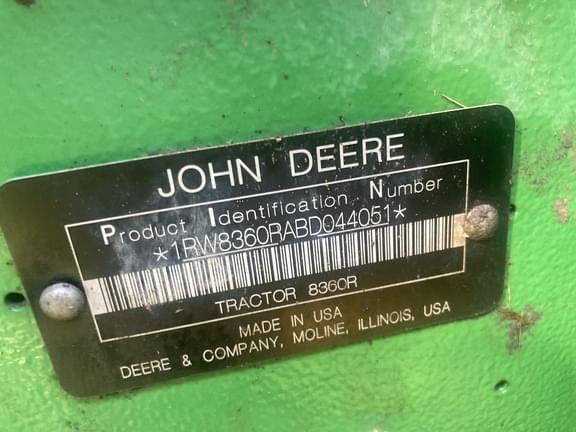 JOHN DEERE
Product Identification Number
*1RW8360RABD044051*
TRACTOR 8360R
MADE IN USA
DEERE & COMPANY, MOLINE, ILLINOIS, USA